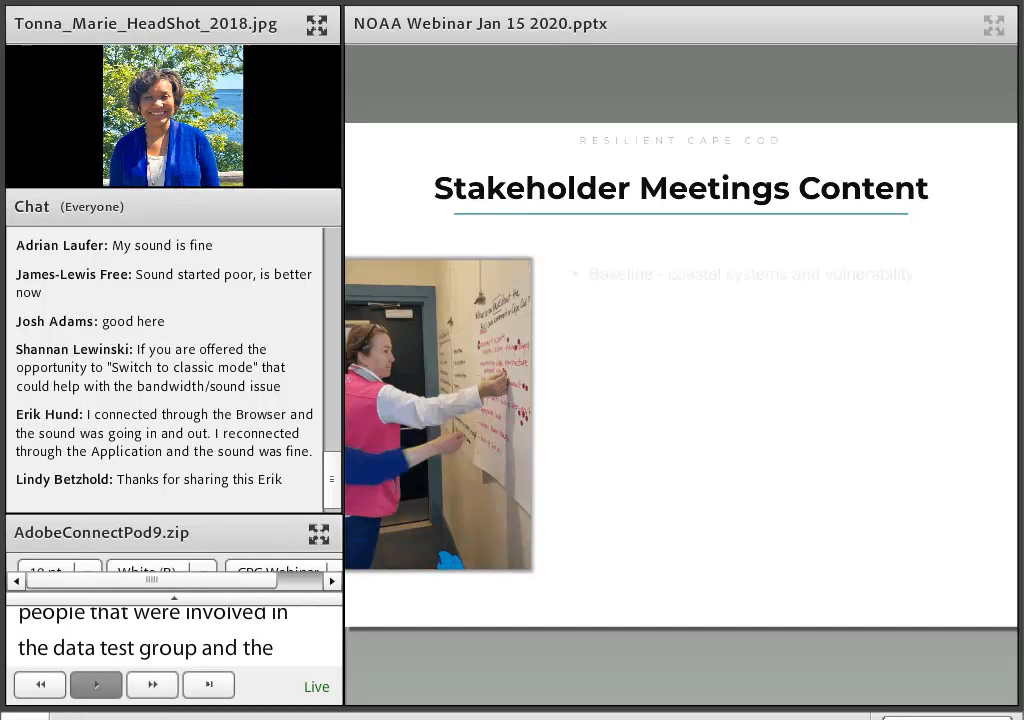 Tonna_Marie_HeadShot_2018.jpg
NOAA Webinar Jan 15 2020.pptx
RESILIENT CAPE COD
Stakeholder Meetings Content
• Baseline - coastal systems and vulnerability
Chat (Everyone)
Adrian Laufer: My sound is fine
James-Lewis Free: Sound started poor, is better
now
Josh Adams: good here
Shannan Lewinski: If you are offered the
opportunity to "Switch to classic mode" that
could help with the bandwidth/sound issue
Erik Hund: I connected through the Browser and
the sound was going in and out. I reconnected
through the Application and the sound was fine.
Lindy Betzhold: Thanks for sharing this Erik
AdobeConnectPod9.zip
CPC Webinar
people that were involved in
the data test group and the
Live